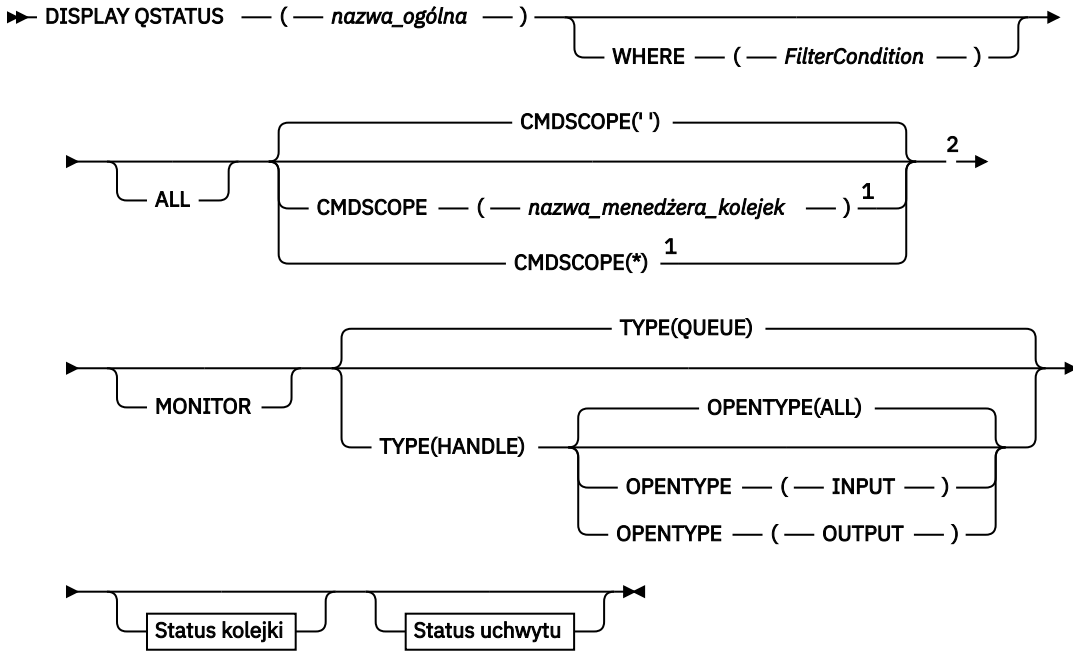 DISPLAY QSTATUS ( nazwa_ogólna )
WHERE ( FilterCondition )
CMDSCOPE(' ')
2
ALL
CMDSCOPE ( nazwa_menedżera_kolejek ) 1
CMDSCOPE(*) 1
TYPE(QUEUE)
MONITOR
OPENTYPE(ALL)
TYPE(HANDLE)
OPENTYPE ( INPUT )
OPENTYPE ( OUTPUT )
Status kolejki Status uchwytu